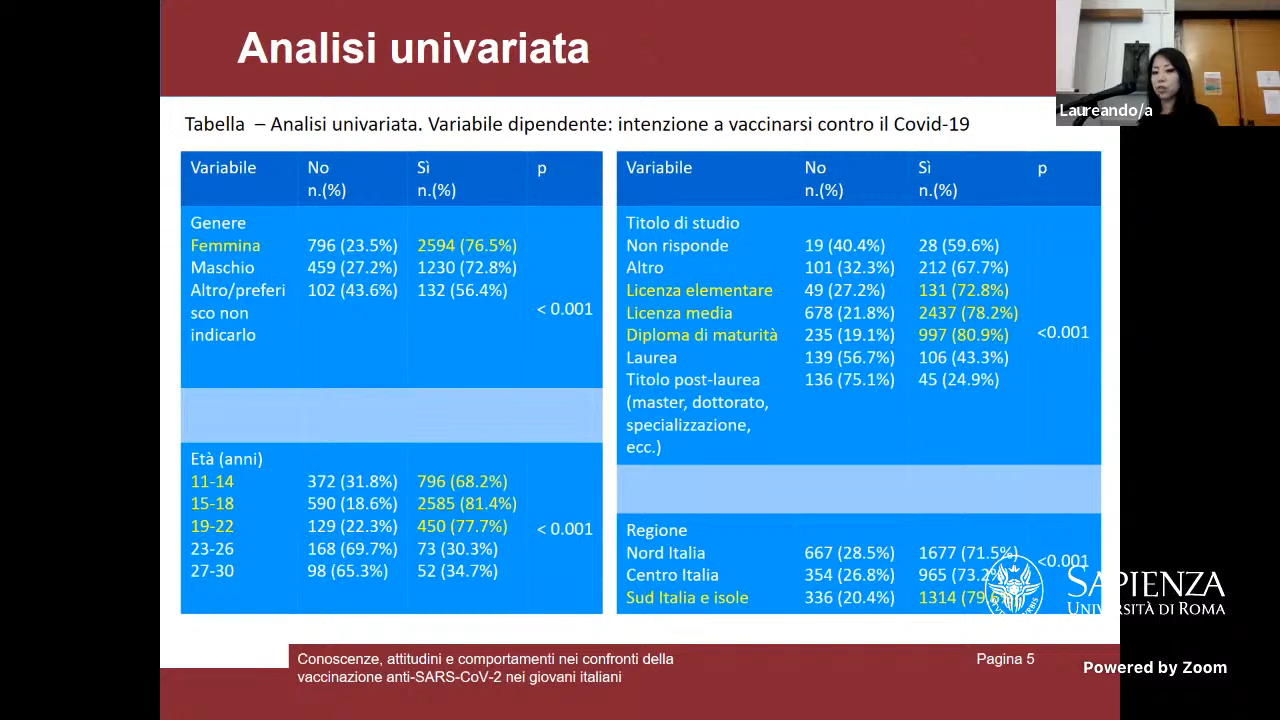 Analisi univariata
Laureando/a
Tabella – Analisi univariata. Variabile dipendente: intenzione a vaccinarsi contro il Covid-19
Variabile No Sì p
n.(%) n.(%)
Genere
Femmina 796 (23.5%) 2594 (76.5%)
Maschio 459 (27.2%) 1230 (72.8%)
Altro/preferi 102 (43.6%) 132 (56.4%)
sco non
indicarlo
< 0.001
Età (anni)
11-14 372 (31.8%) 796 (68.2%)
15-18 590 (18.6%) 2585 (81.4%)
19-22 129 (22.3%) 450 (77.7%)
< 0.001
23-26 168 (69.7%) 73 (30.3%)
27-30 98 (65.3%) 52 (34.7%)
Variabile No Sì p
n.(%) n.(%)
Titolo di studio
Non risponde 19 (40.4%) 28 (59.6%)
Altro 101 (32.3%) 212 (67.7%)
Licenza elementare 49 (27.2%) 131 (72.8%)
Licenza media 678 (21.8%) 2437 (78.2%)
Diploma di maturità 235 (19.1%) 997 (80.9%)
<0.001
Laurea 139 (56.7%) 106 (43.3%)
Titolo post-laurea 136 (75.1%) 45 (24.9%)
(master, dottorato,
specializzazione,
ecc.)
Regione
Nord Italia 667 (28.5%) 1677 (71.5%)
<0.001
Centro Italia 354 (26.8%) 965 (73.2%
Sud Italia e isole 336 (20.4%) 1314
SAPIENZA
UNIVERSITÀ DI ROMA
Conoscenze, attitudini e comportamenti nei confronti della
vaccinazione anti-SARS-CoV-2 nei giovani italiani
Pagina 5
Powered by Zoom